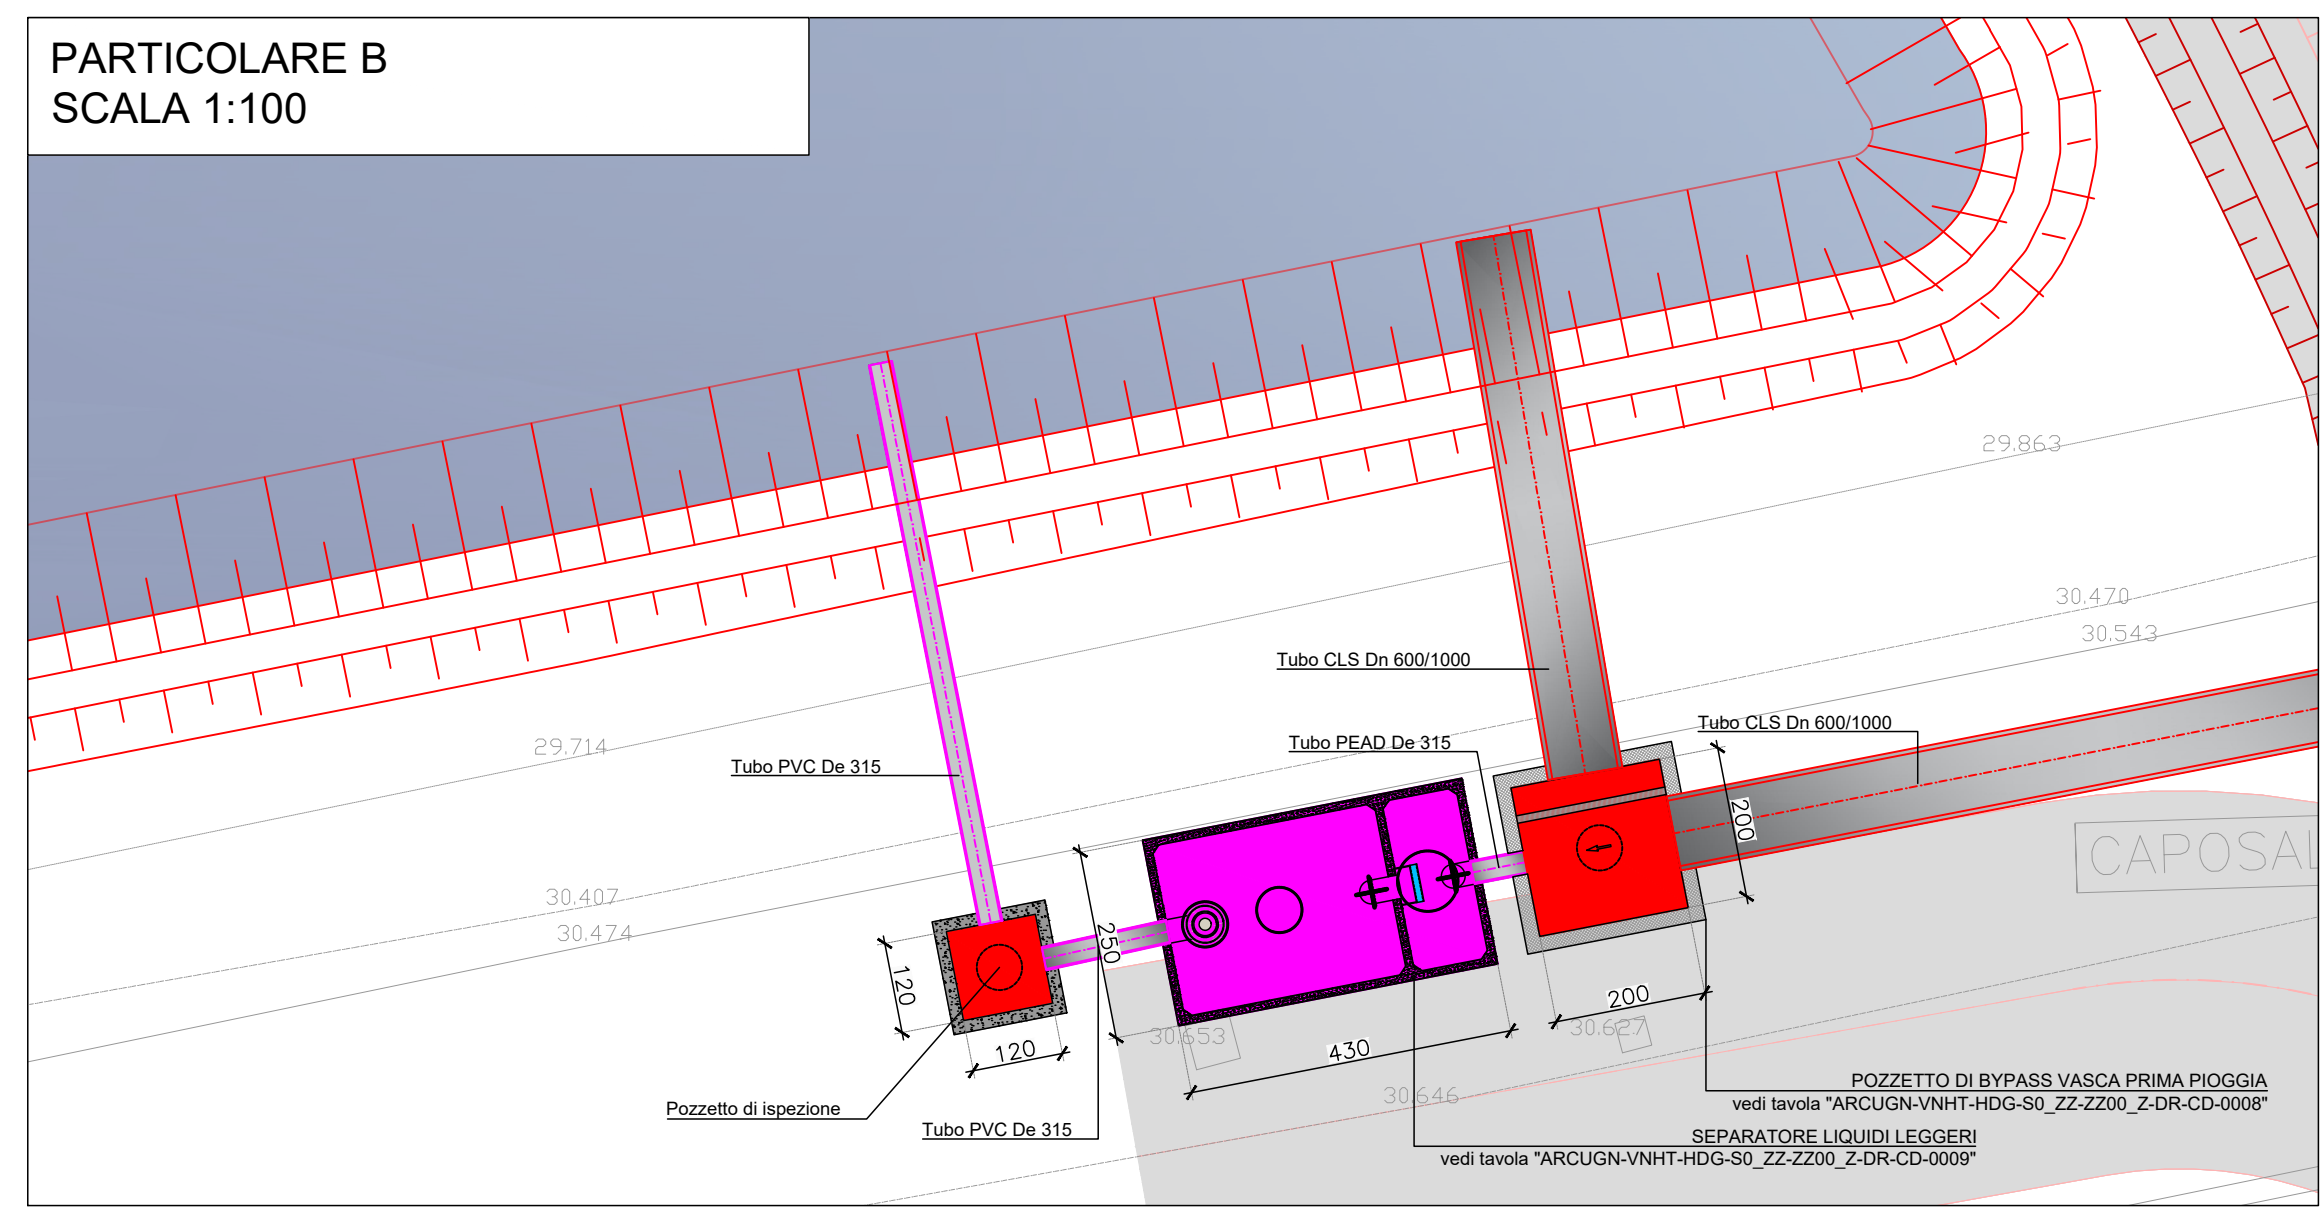 PARTICOLARE B
SCALA 1:100
29.863
30.470
30.543
Tubo CLS Dn 600/1000
Tubo CLS Dn 600/1000
Tubo PEAD De 315
29.714
Tubo PVC De 315
200
30.407
30.474
250
120
120
430
200
30.653
30.627
30.646
Pozzetto di ispezione
Tubo PVC De 315
POZZETTO DI BYPASS VASCA PRIMA PIOGGIA
vedi tavola "ARCUGN-VNHT-HDG-S0_ZZ-ZZ00_Z-DR-CD-0008"
SEPARATORE LIQUIDI LEGGERI
vedi tavola "ARCUGN-VNHT-HDG-S0_ZZ-ZZ00_Z-DR-CD-0009"